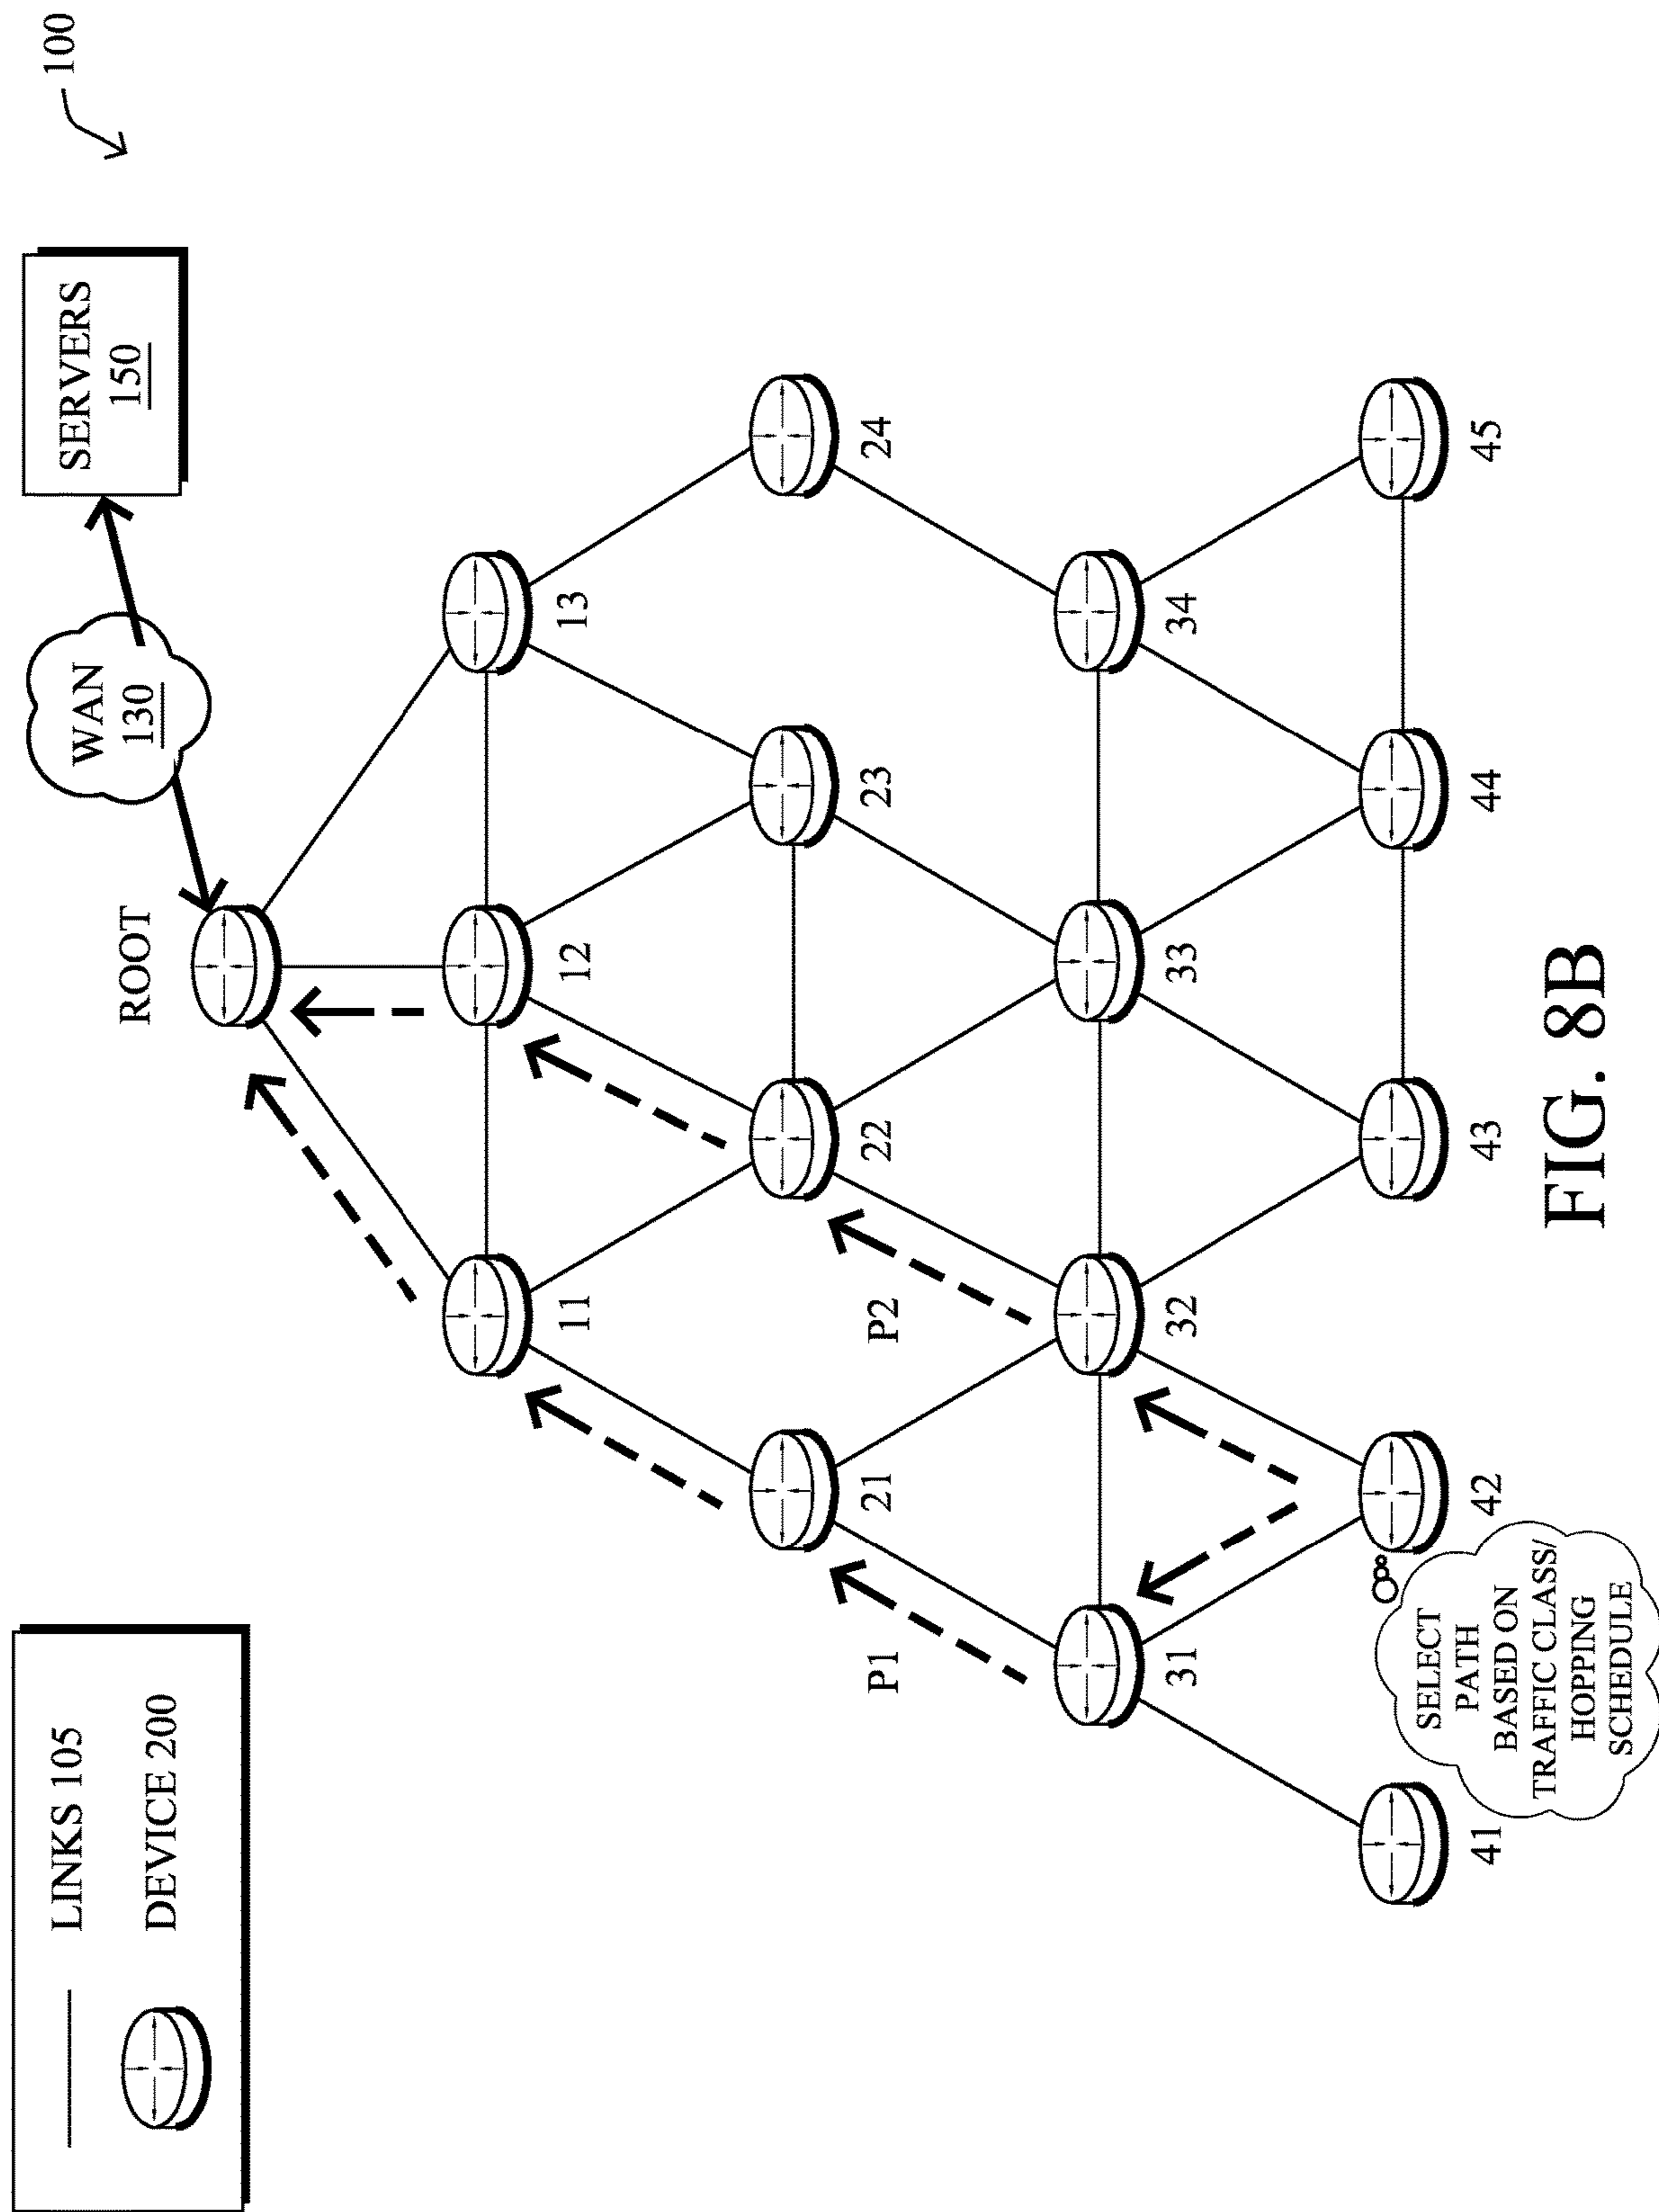 100
LINKS 105
DEVICE 200
SERVERS
150
WAN
130
ROOT
11
12
13
21
22
23
24
P1
P2
31
32
33
34
41
42
43
44
45
SELECT
PATH
BASED ON
TRAFFIC CLASS/
HOPPING
SCHEDULE
FIG. 8B